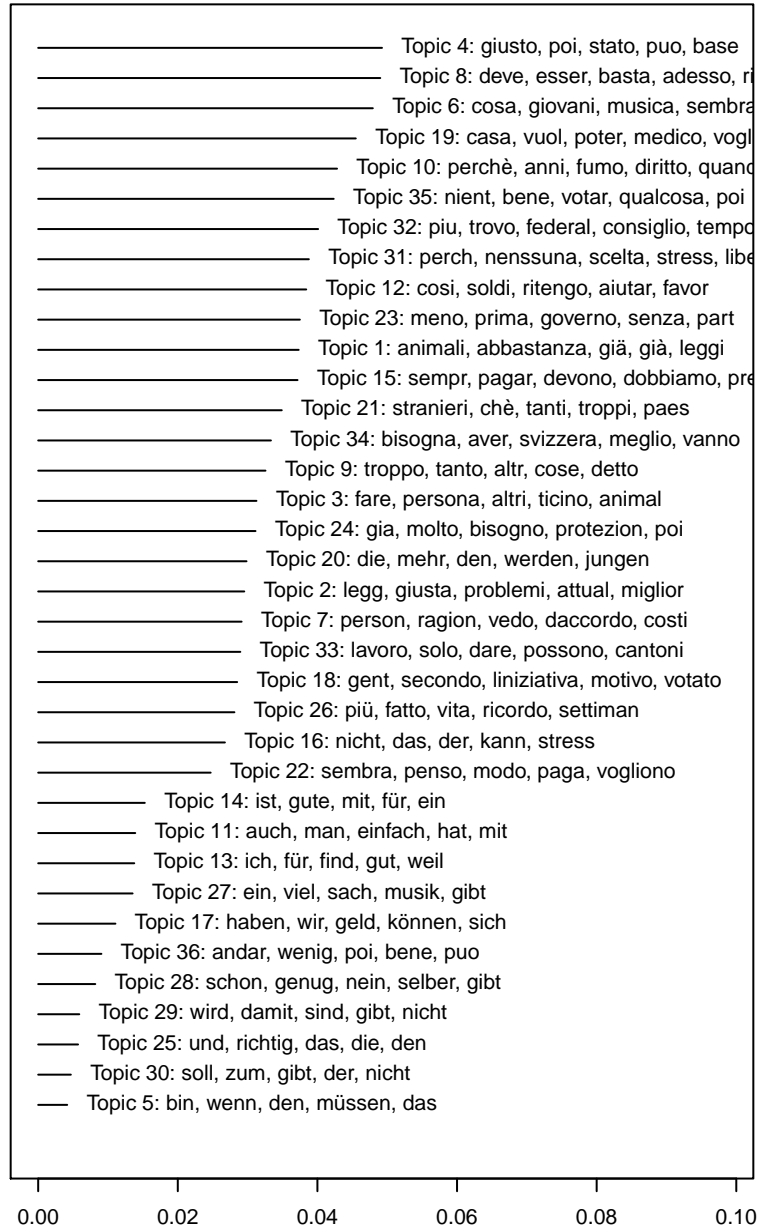 Topic 4: giusto, poi, stato, puo, base
Topic 8: deve, esser, basta, adesso, ri
Topic 6: cosa, giovani, musica, sembra
Topic 19: casa, vuol, poter, medico, vogl
Topic 10: perchè, anni, fumo, diritto, quand
Topic 35: nient, bene, votar, qualcosa, poi
Topic 32: piu, trovo, federal, consiglio, tempo
Topic 31: perch, nenssuna, scelta, stress, libe
Topic 12: cosi, soldi, ritengo, aiutar, favor
Topic 23: meno, prima, governo, senza, part
Topic 1: animali, abbastanza, giä, già, leggi
Topic 15: sempr, pagar, devono, dobbiamo, pre
Topic 21: stranieri, chè, tanti, troppi, paes
Topic 34: bisogna, aver, svizzera, meglio, vanno
Topic 9: troppo, tanto, altr, cose, detto
Topic 3: fare, persona, altri, ticino, animal
Topic 24: gia, molto, bisogno, protezion, poi
Topic 20: die, mehr, den, werden, jungen
Topic 2: legg, giusta, problemi, attual, miglior
Topic 7: person, ragion, vedo, daccordo, costi
Topic 33: lavoro, solo, dare, possono, cantoni
Topic 18: gent, secondo, liniziativa, motivo, votato
Topic 26: piü, fatto, vita, ricordo, settiman
Topic 16: nicht, das, der, kann, stress
Topic 22: sembra, penso, modo, paga, vogliono
Topic 14: ist, gute, mit, für, ein
Topic 11: auch, man, einfach, hat, mit
Topic 13: ich, für, find, gut, weil
Topic 27: ein, viel, sach, musik, gibt
Topic 17: haben, wir, geld, können, sich
Topic 36: andar, wenig, poi, bene, puo
Topic 28: schon, genug, nein, selber, gibt
Topic 29: wird, damit, sind, gibt, nicht
Topic 25: und, richtig, das, die, den
Topic 30: soll, zum, gibt, der, nicht
Topic 5: bin, wenn, den, müssen, das
0.00 0.02 0.04 0.06 0.08 0.10